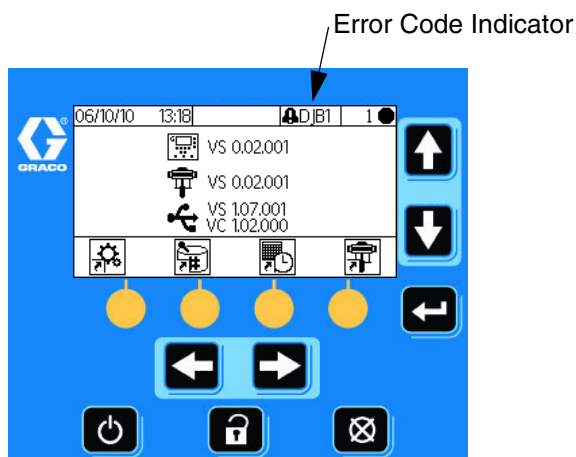 Error Code Indicator
06/10/10 13:18 DJB1 1
GRACO®
VS 0.02.001
VS 0.02.001
VS 1.07.001
VC 1.02.000
#